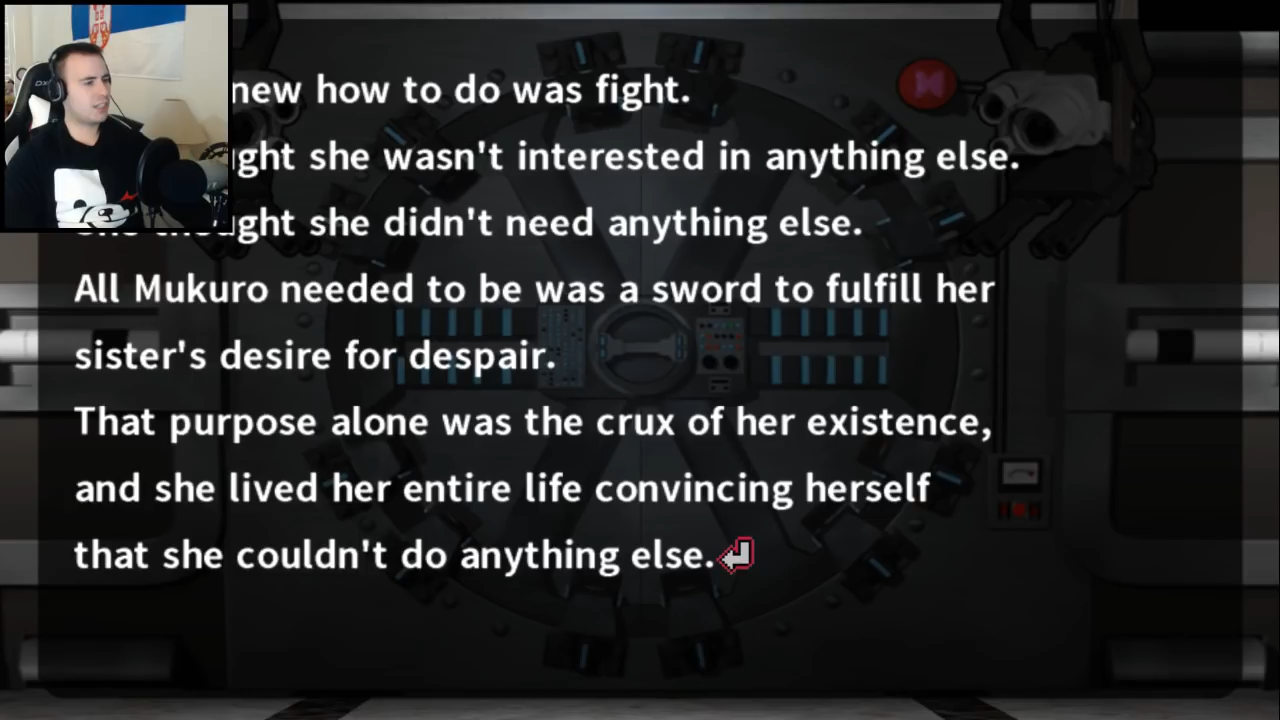 new how to do was fight.
ght she wasn't interested in anything else.
ght she didn't need anything else.
All Mukuro needed to be was a sword to fulfill her
sister's desire for despair.
That purpose alone was the crux of her existence,
and she lived her entire life convincing herself
that she couldn't do anything else.